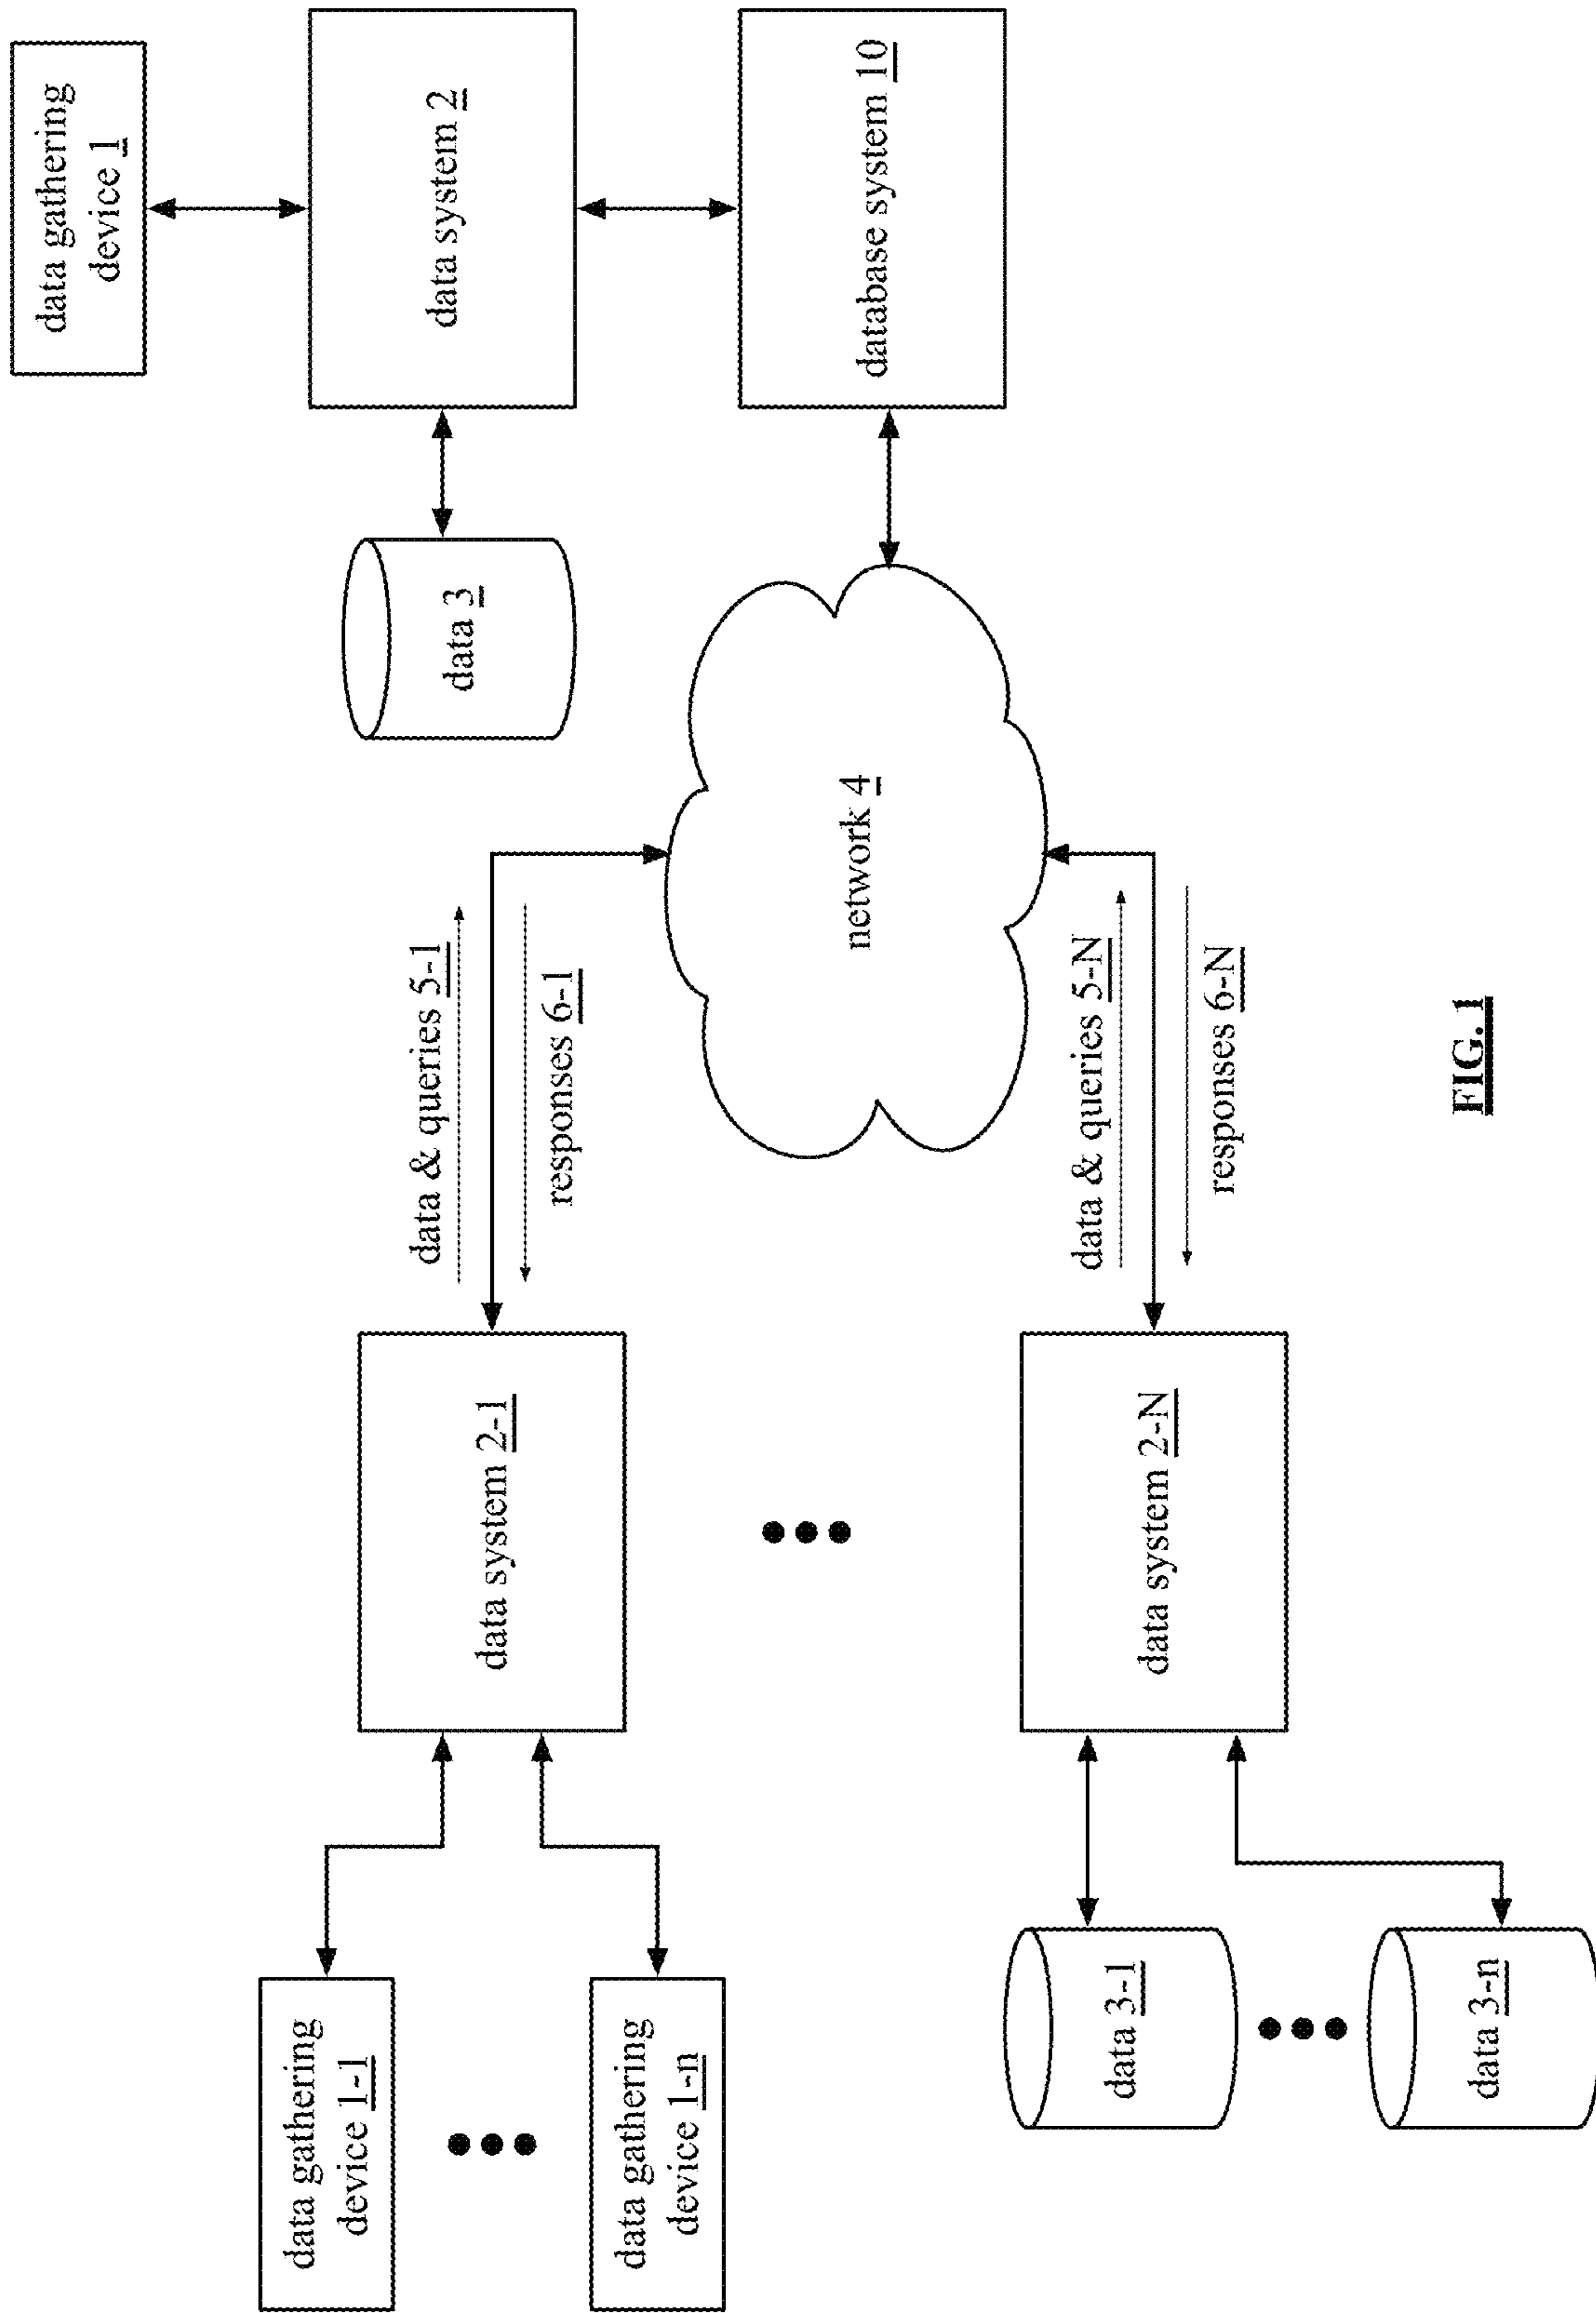 data gathering
device 1
data system 2
data 3
database system 10
network 4
data & queries 5-1
responses 6-1
data & queries 5-N
responses 6-N
data system 2-1
data system 2-N
data gathering
device 1-1
data gathering
device 1-n
data 3-1
data 3-n
FIG. 1